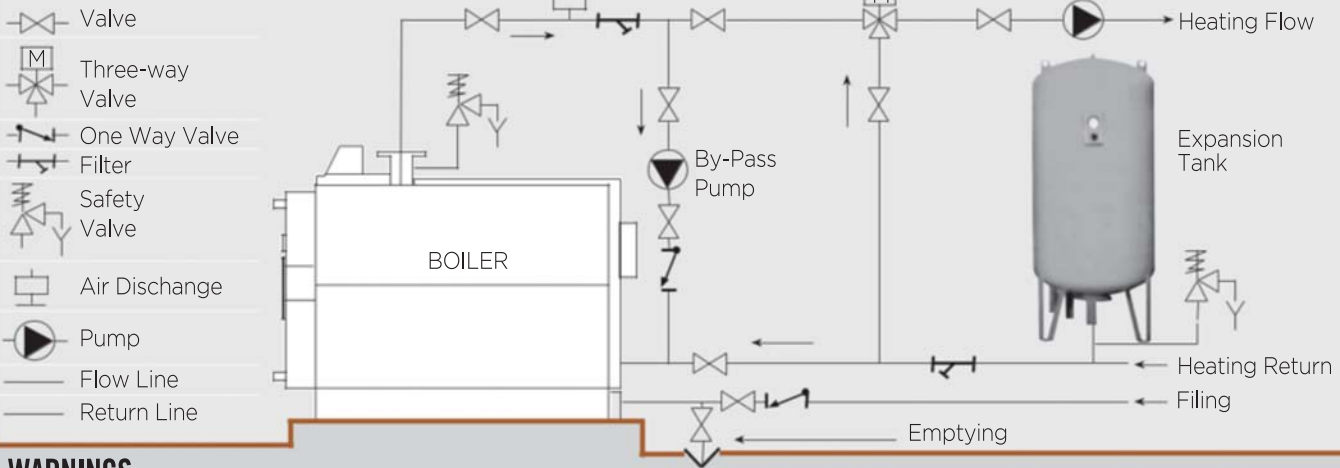 Valve
M
Three-way
Valve
One Way Valve
Filter
Safety
Valve
Air Dischange
Pump
Flow Line
Return Line
M
Heating Flow
By-Pass
Pump
Expansion
Tank
BOILER
Heating Return
Filing
Emptying
WARNINGS